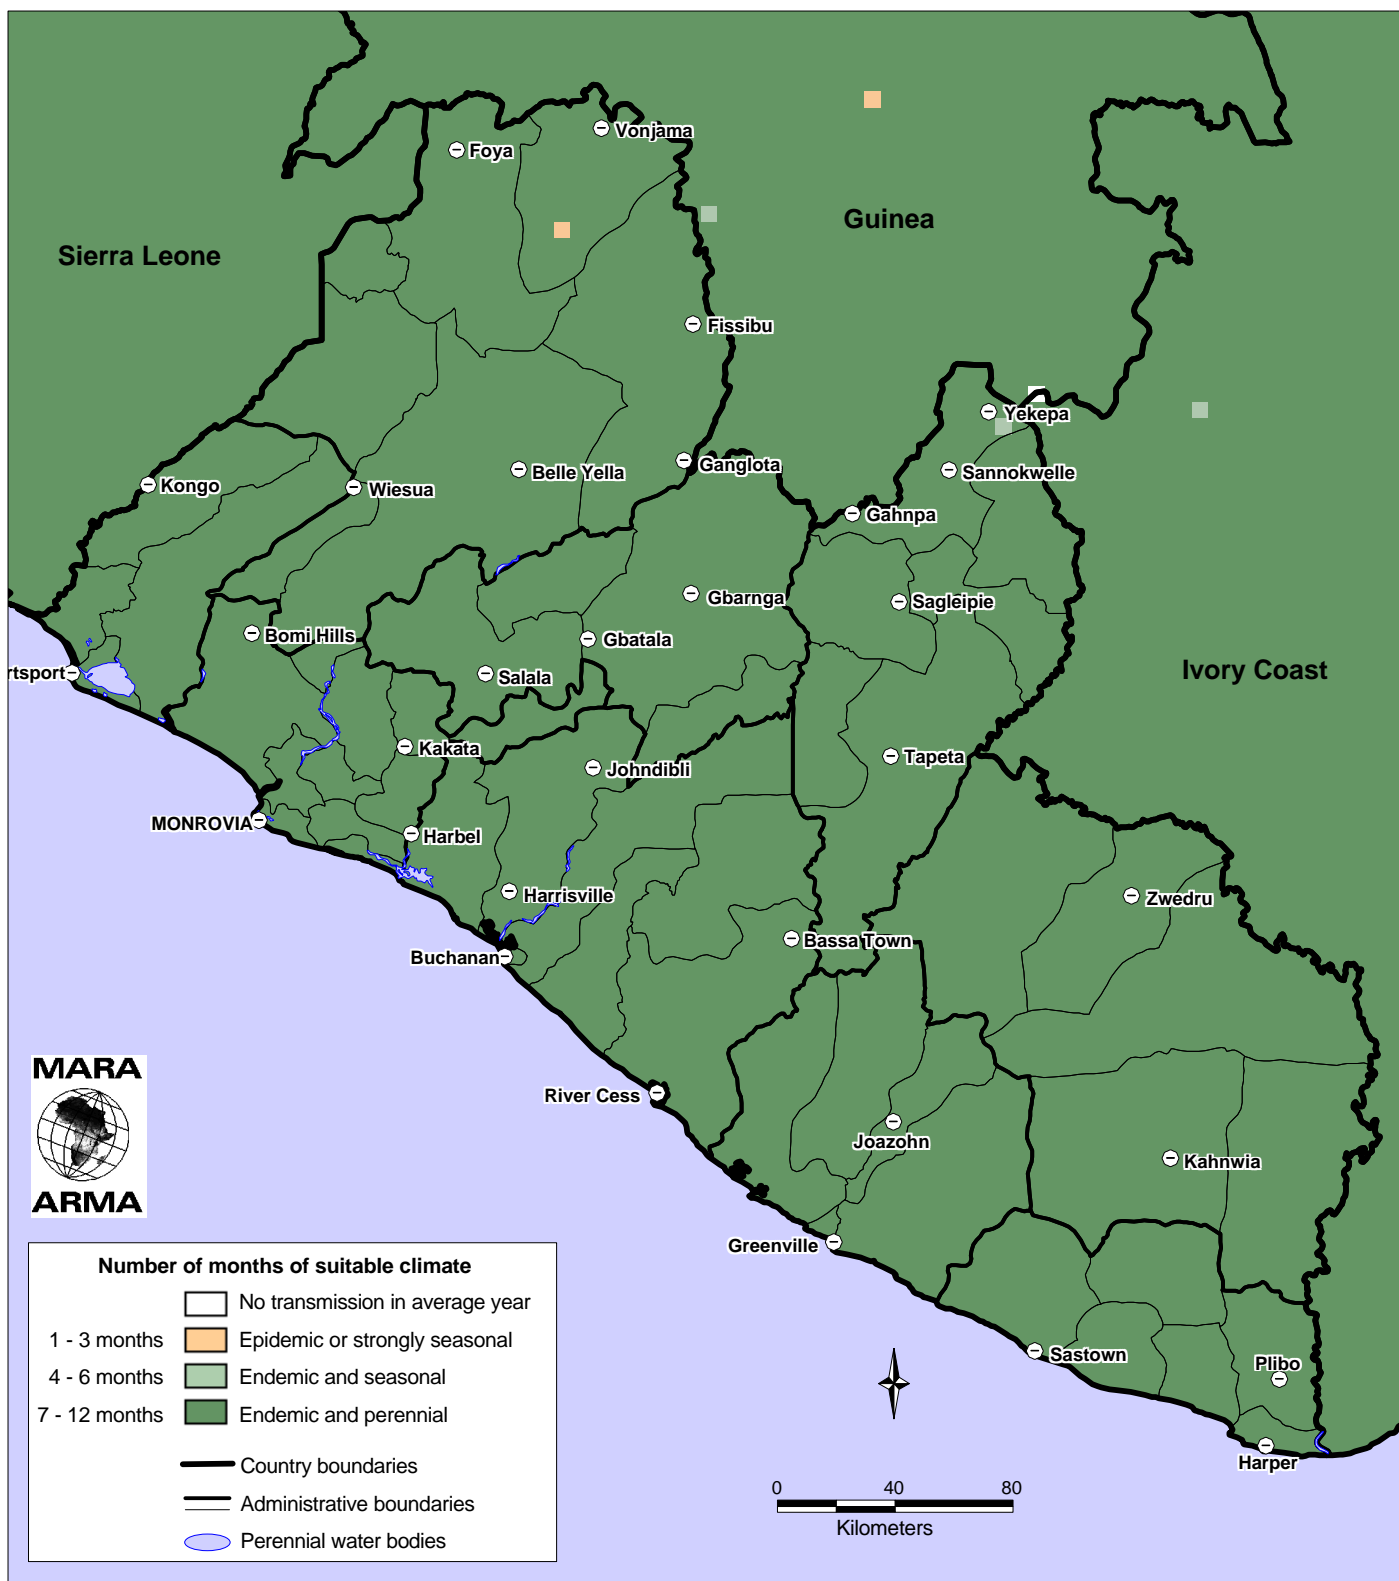 Vonjama
Foya
Guinea
Sierra Leone
Fissibu
Yekepa
Ganglota
Belle Yella
Sannokwelle
Kongo
Wiesua
Gahnpa
Gbarnga
Sagleipie
Bomi Hills
Gbatala
rtsport
Salala
Ivory Coast
Kakata
Johndibli
Tapeta
MONROVIA
Harbel
Harrisville
Zwedru
Bassa Town
Buchanan
MARA
ARMA
River Cess
Joazohn
Kahnwia
Greenville
Sastown
Plibo
Harper
Number of months of suitable climate
No transmission in average year
1 - 3 months Epidemic or strongly seasonal
4 - 6 months Endemic and seasonal
7 - 12 months Endemic and perennial
Country boundaries
Administrative boundaries
Perennial water bodies
0 40 80
Kilometers